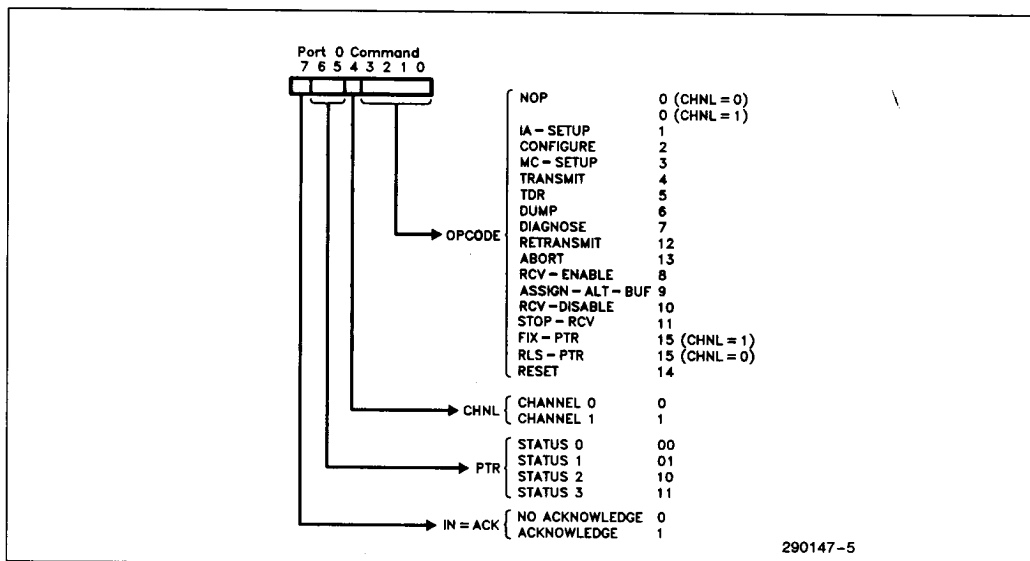 Port 0 Command
7 6 5 4 3 2 1 0
NOP 0 (CHNL = 0)
0 (CHNL = 1)
IA - SETUP 1
CONFIGURE 2
MC - SETUP 3
TRANSMIT 4
TDR 5
DUMP 6
DIAGNOSE 7
OPCODE
RETRANSMIT 12
ABORT 13
RCV - ENABLE 8
ASSIGN - ALT - BUF 9
RCV - DISABLE 10
STOP - RCV 11
FIX - PTR 15 (CHNL = 1)
RLS - PTR 15 (CHNL = 0)
RESET 14
CHNL
CHANNEL 0 0
CHANNEL 1 1
PTR
STATUS 0 00
STATUS 1 01
STATUS 2 10
STATUS 3 11
IN = ACK
NO ACKNOWLEDGE 0
ACKNOWLEDGE 1
290147-5